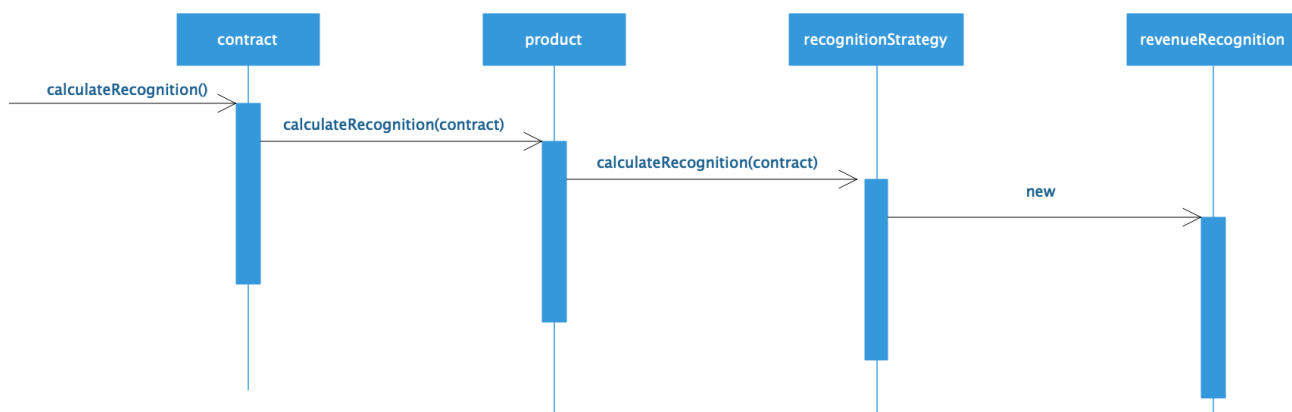 contract
product
recognitionStrategy
revenueRecognition
calculateRecognition()
calculateRecognition(contract)
calculateRecognition(contract)
new